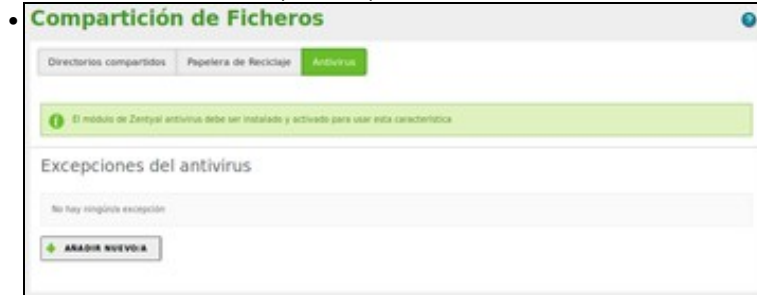 Compartición de Ficheros
Directorios compartidos Papelera de Reciclaje Antivirus
El módulo de Zentyal antivirus debe ser instalado y activado para usar esta característica
Excepciones del antivirus
No hay ningún/a excepción
AÑADIR NUEVO/A